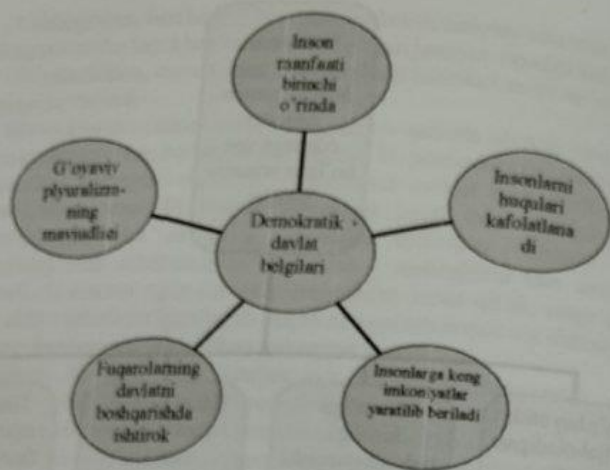 Inson
manfaati
birinchi
o'rinda
G'oyaviy
plyuralizm-
ning
mavjudligi
Insonlarni
huqulari
kafolatlana
di
Demokratik
davlat
belgilari
Fuqarolarning
davlatni
boshqarishda
ishtirok
Insonlarga keng
imkoniyatlar
yaratilib beriladi